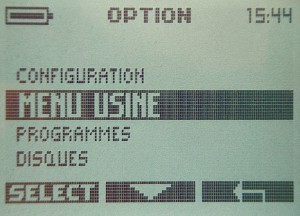 OPTION 15:44
CONFIGURATION
MENU USINE
PROGRAMMES
DISQUES
SELECT